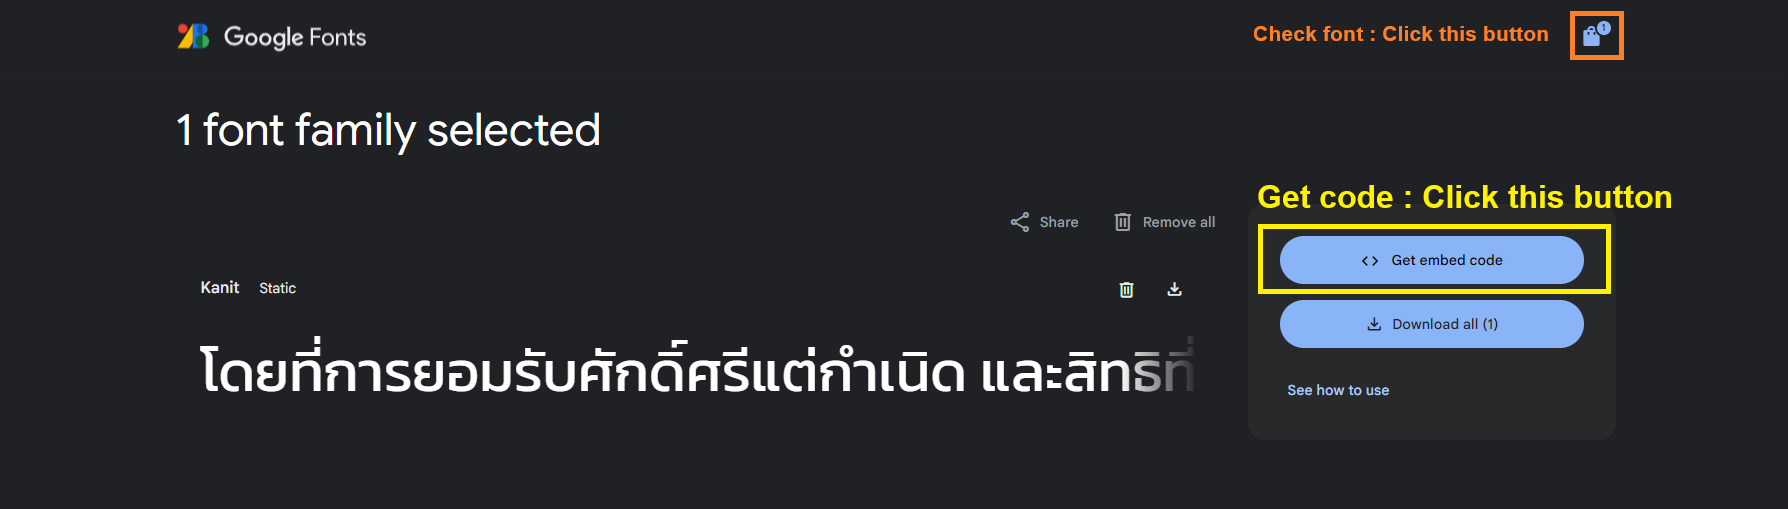 Google Fonts
Check font : Click this button
1
1 font family selected
Get code : Click this button
Share
Remove all
<> Get embed code
Kanit Static
Download all (1)
โดยที่การยอมรับศักดิ์ศรีแต่กำเนิด และสิทธิที่
See how to use